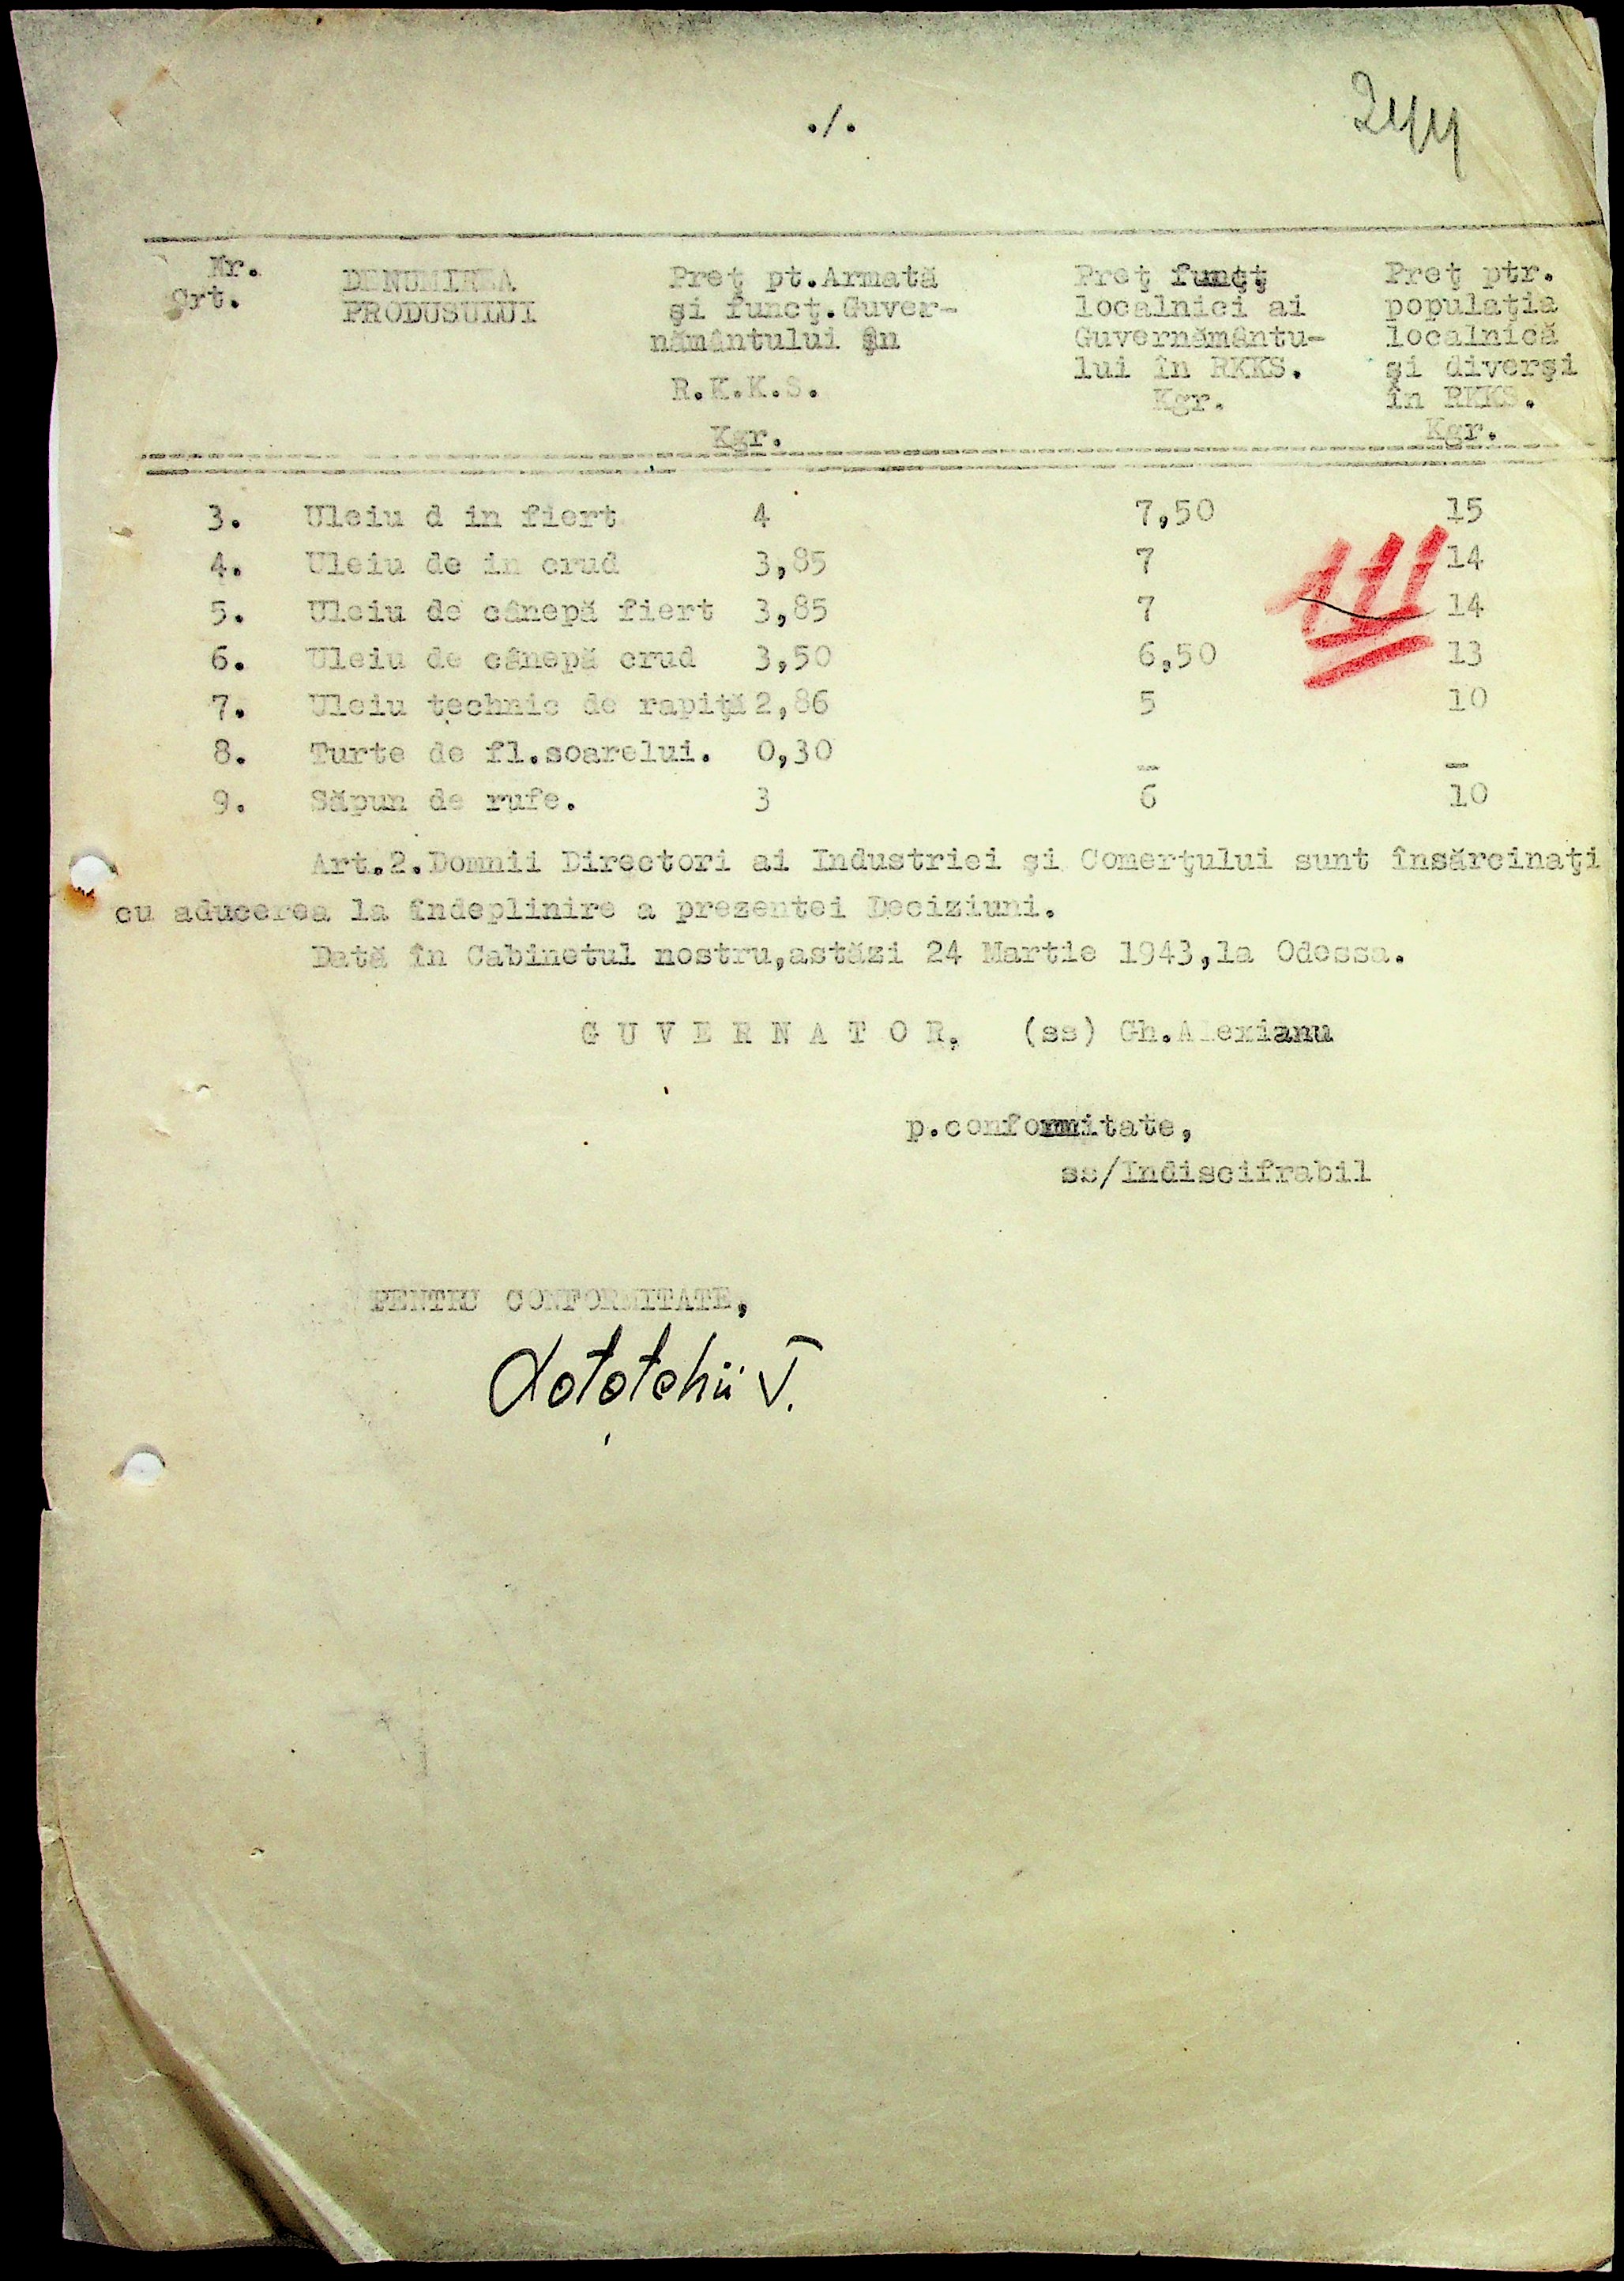 ./.
244
Nr. Crt. DENUMIREA PRODUSULUI Preţ pt.Armată şi funcţ.Guvernământului în R.K.K.S. Kgr. Preţ funcţţ localnici ai Guvernământu-lui în RKKS. Kgr. Preţ ptr. populaţia localnică şi diverşi în RKKS. Kgr.
3. Uleiu d in fiert 4 7,50 15
4. Uleiu de in crud 3,85 7 14
5. Uleiu de cânepă fiert 3,85 7 14
6. Uleiu de cânepă crud 3,50 6,50 13
7. Uleiu technic de rapiţă 2,86 5 10
8. Turte de fl.soarelui. 0,30 _ _
9. Săpun de rufe. 3 6 10
Art.2.Domnii Directori ai Industriei şi Comerţului sunt însărcinaţi
cu aducerea la îndeplinire a prezentei Deciziuni.
Dată în Cabinetul nostru,astăzi 24 Martie 1943,la Odessa.
G U V E R N A T O R, (ss) Gh.Alexianu
p.conformitate,
ss/Indiscifrabil
PENTRU CONFORMITATE,